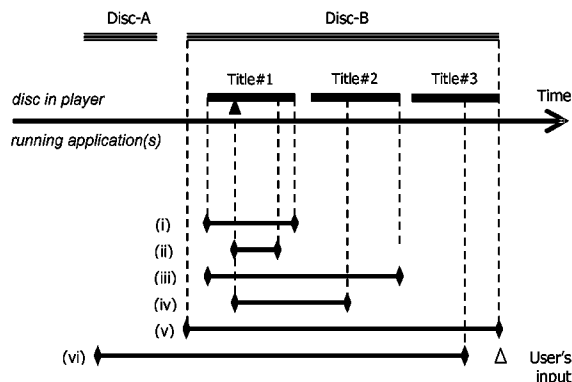 Disc-A Disc-B
Title#1 Title#2 Title#3
disc in player Time
running application(s)
(i)
(ii)
(iii)
(iv)
(v)
(vi) User's
input